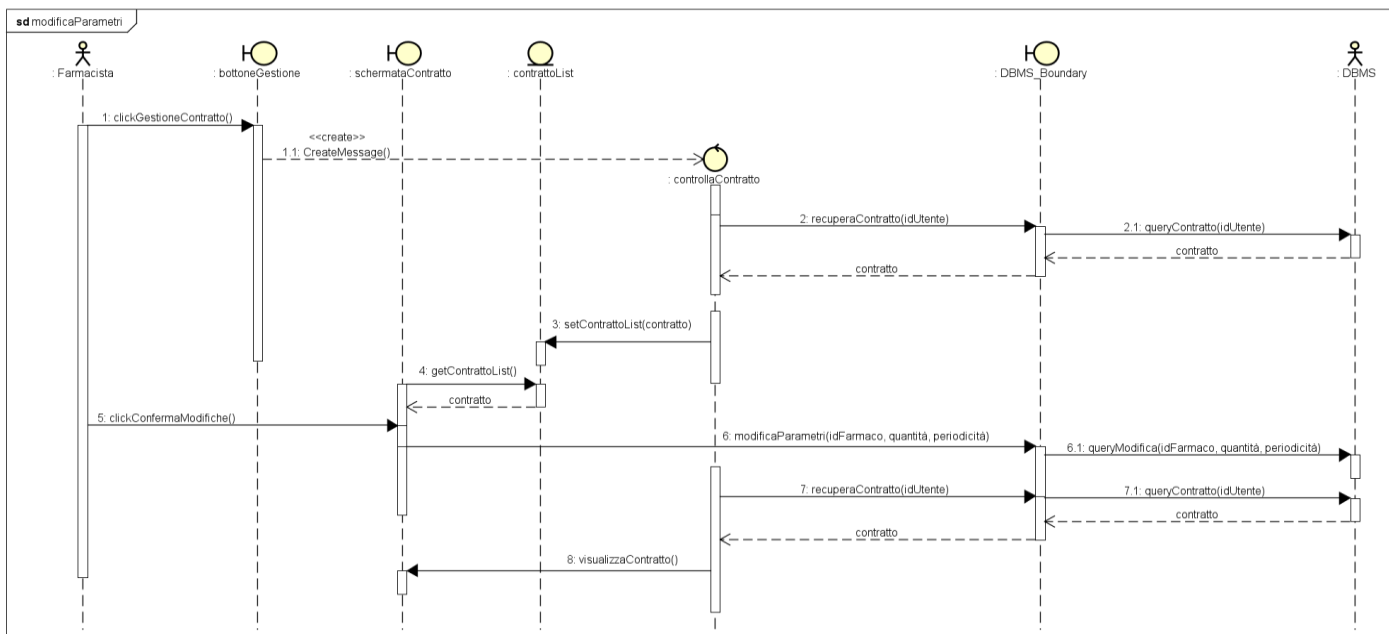 sd modificaParametri
: Farmacista
: bottoneGestione
: schermataContratto
: contrattoList
: DBMS_Boundary
: DBMS
1: clickGestioneContratto()
<<create>>
1.1: CreateMessage()
: controllaContratto
2: recuperaContratto(idUtente)
2.1: queryContratto(idUtente)
contratto
contratto
3: setContrattoList(contratto)
4: getContrattoList()
contratto
5: clickConfermaModifiche()
6: modificaParametri(idFarmaco, quantità, periodicità)
6.1: queryModifica(idFarmaco, quantità, periodicità)
7: recuperaContratto(idUtente)
7.1: queryContratto(idUtente)
contratto
contratto
8: visualizzaContratto()